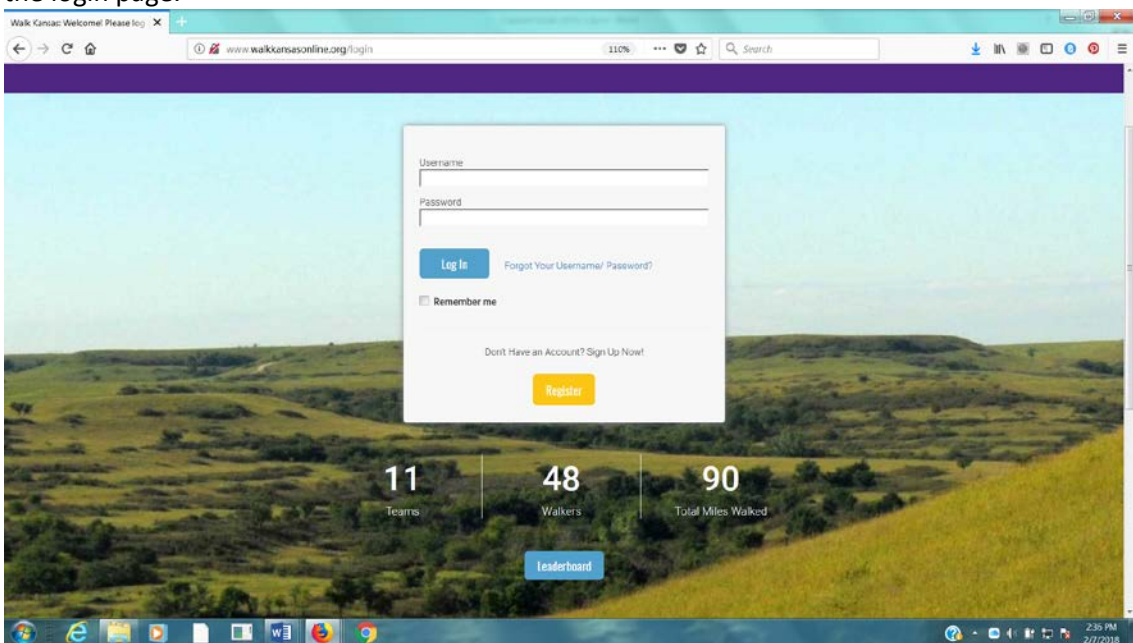 the login page.
Walk Kansas: Welcome! Please log
www.walkkansasonline.org/login
110%
Search
Username
Password
Log In
Forgot Your Username/ Password?
Remember me
Don't Have an Account? Sign Up Now!
Register
11 48 90
Teams Walkers Total Miles Walked
Leaderboard
2:36 PM
2/7/2018